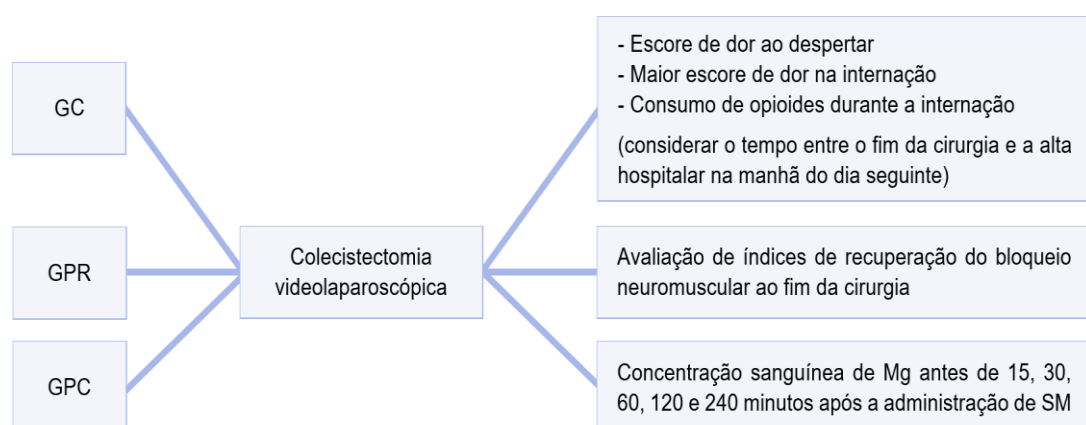 GC
GPR
GPC
Colecistectomia
videolaparoscópica
- Escore de dor ao despertar
- Maior escore de dor na internação
- Consumo de opioides durante a internação
(considerar o tempo entre o fim da cirurgia e a alta
hospitalar na manhã do dia seguinte)
Avaliação de índices de recuperação do bloqueio
neuromuscular ao fim da cirurgia
Concentração sanguínea de Mg antes de 15, 30,
60, 120 e 240 minutos após a administração de SM